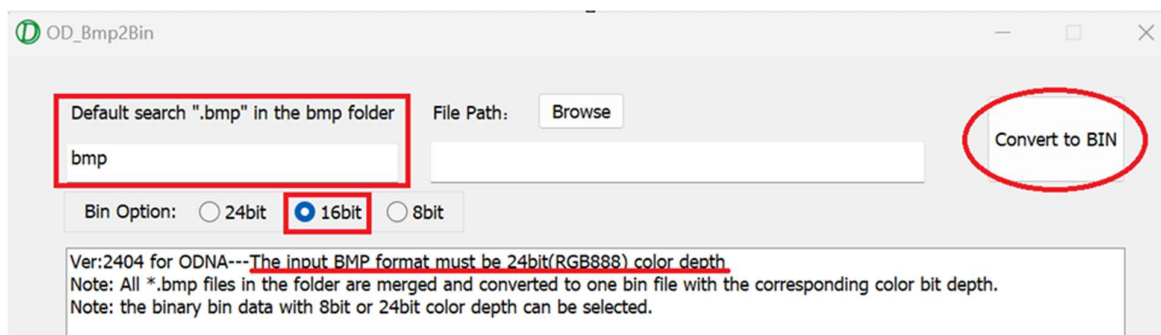 OD_Bmp2Bin
Default search ".bmp" in the bmp folder
File Path:
Browse
bmp
Convert to BIN
Bin Option:
24bit
16bit
8bit
Ver:2404 for ODNA---The input BMP format must be 24bit(RGB888) color depth
Note: All *.bmp files in the folder are merged and converted to one bin file with the corresponding color bit depth.
Note: the binary bin data with 8bit or 24bit color depth can be selected.